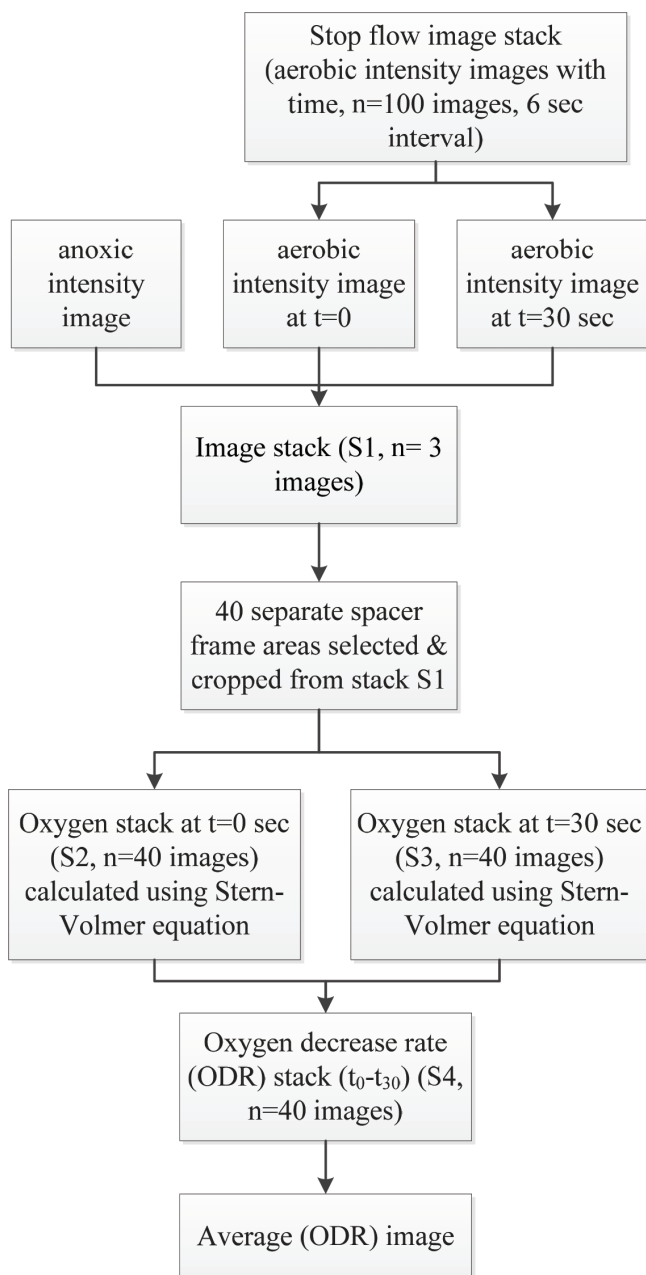 Stop flow image stack
(aerobic intensity images with
time, n=100 images, 6 sec
interval)
anoxic
intensity
image
aerobic
intensity image
at t=0
aerobic
intensity image
at t=30 sec
Image stack (S1, n= 3
images)
40 separate spacer
frame areas selected &
cropped from stack S1
Oxygen stack at t=0 sec
(S2, n=40 images)
calculated using Stern-
Volmer equation
Oxygen stack at t=30 sec
(S3, n=40 images)
calculated using Stern-
Volmer equation
Oxygen decrease rate
(ODR) stack (t₀-t₃₀) (S4,
n=40 images)
Average (ODR) image